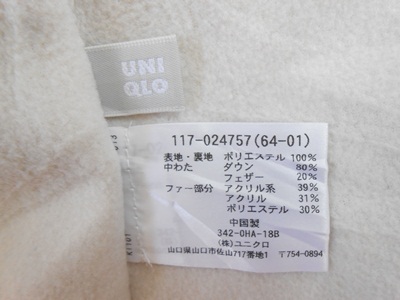 UNI
QLO
117-024757(64-01)
表地・裏地 ポリエステル 100%
中わた ダウン 80%
フェザー 20%
ファー部分 アクリル系 39%
アクリル 31%
ポリエステル 30%
中国製
342-OHA-18B
(株)ユニクロ
山口県山口市佐山717番地1 〒754-0894